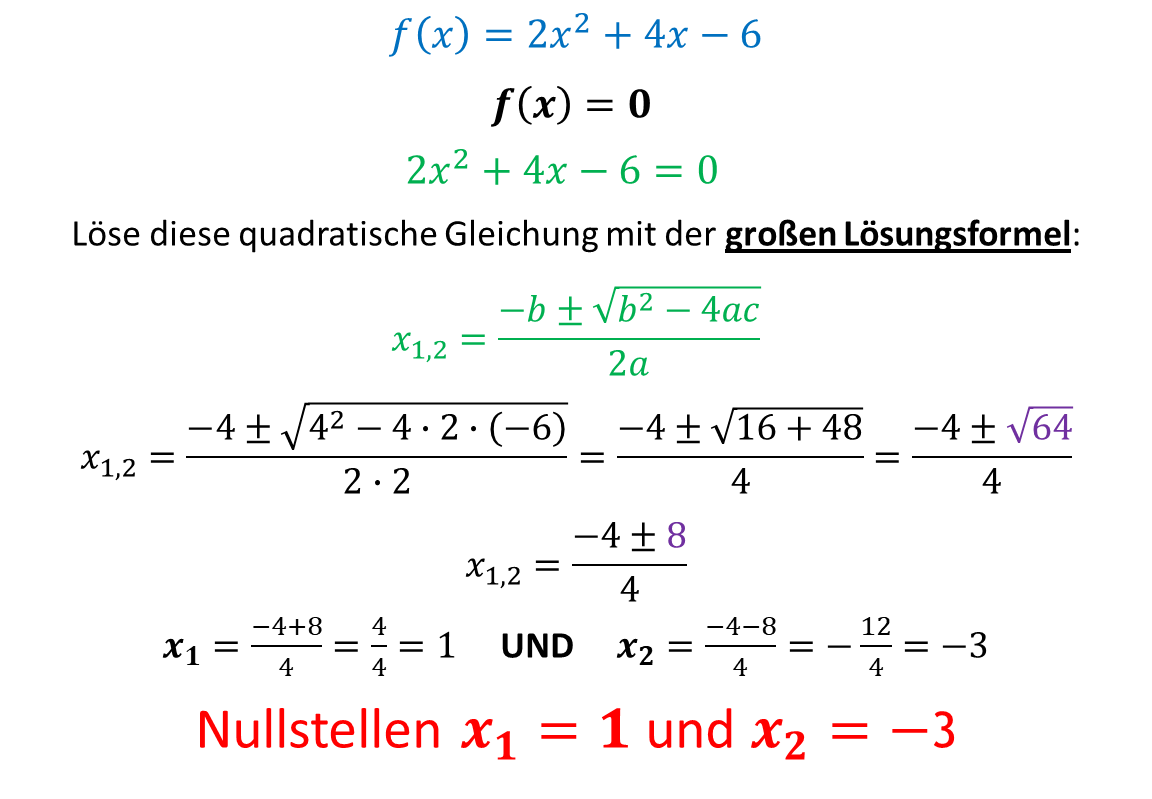 f(x) = 2x² + 4x − 6
f(x) = 0
2x² + 4x − 6 = 0
Löse diese quadratische Gleichung mit der großen Lösungsformel:
x₁,₂ = (−b ± √(b² − 4ac)) / (2a)
x₁,₂ = (−4 ± √(4² − 4 · 2 · (−6))) / (2 · 2) = (−4 ± √(16 + 48)) / 4 = (−4 ± √64) / 4
x₁,₂ = (−4 ± 8) / 4
x₁ = (−4+8) / 4 = 4/4 = 1 UND x₂ = (−4−8) / 4 = − 12/4 = −3
Nullstellen x₁ = 1 und x₂ = −3